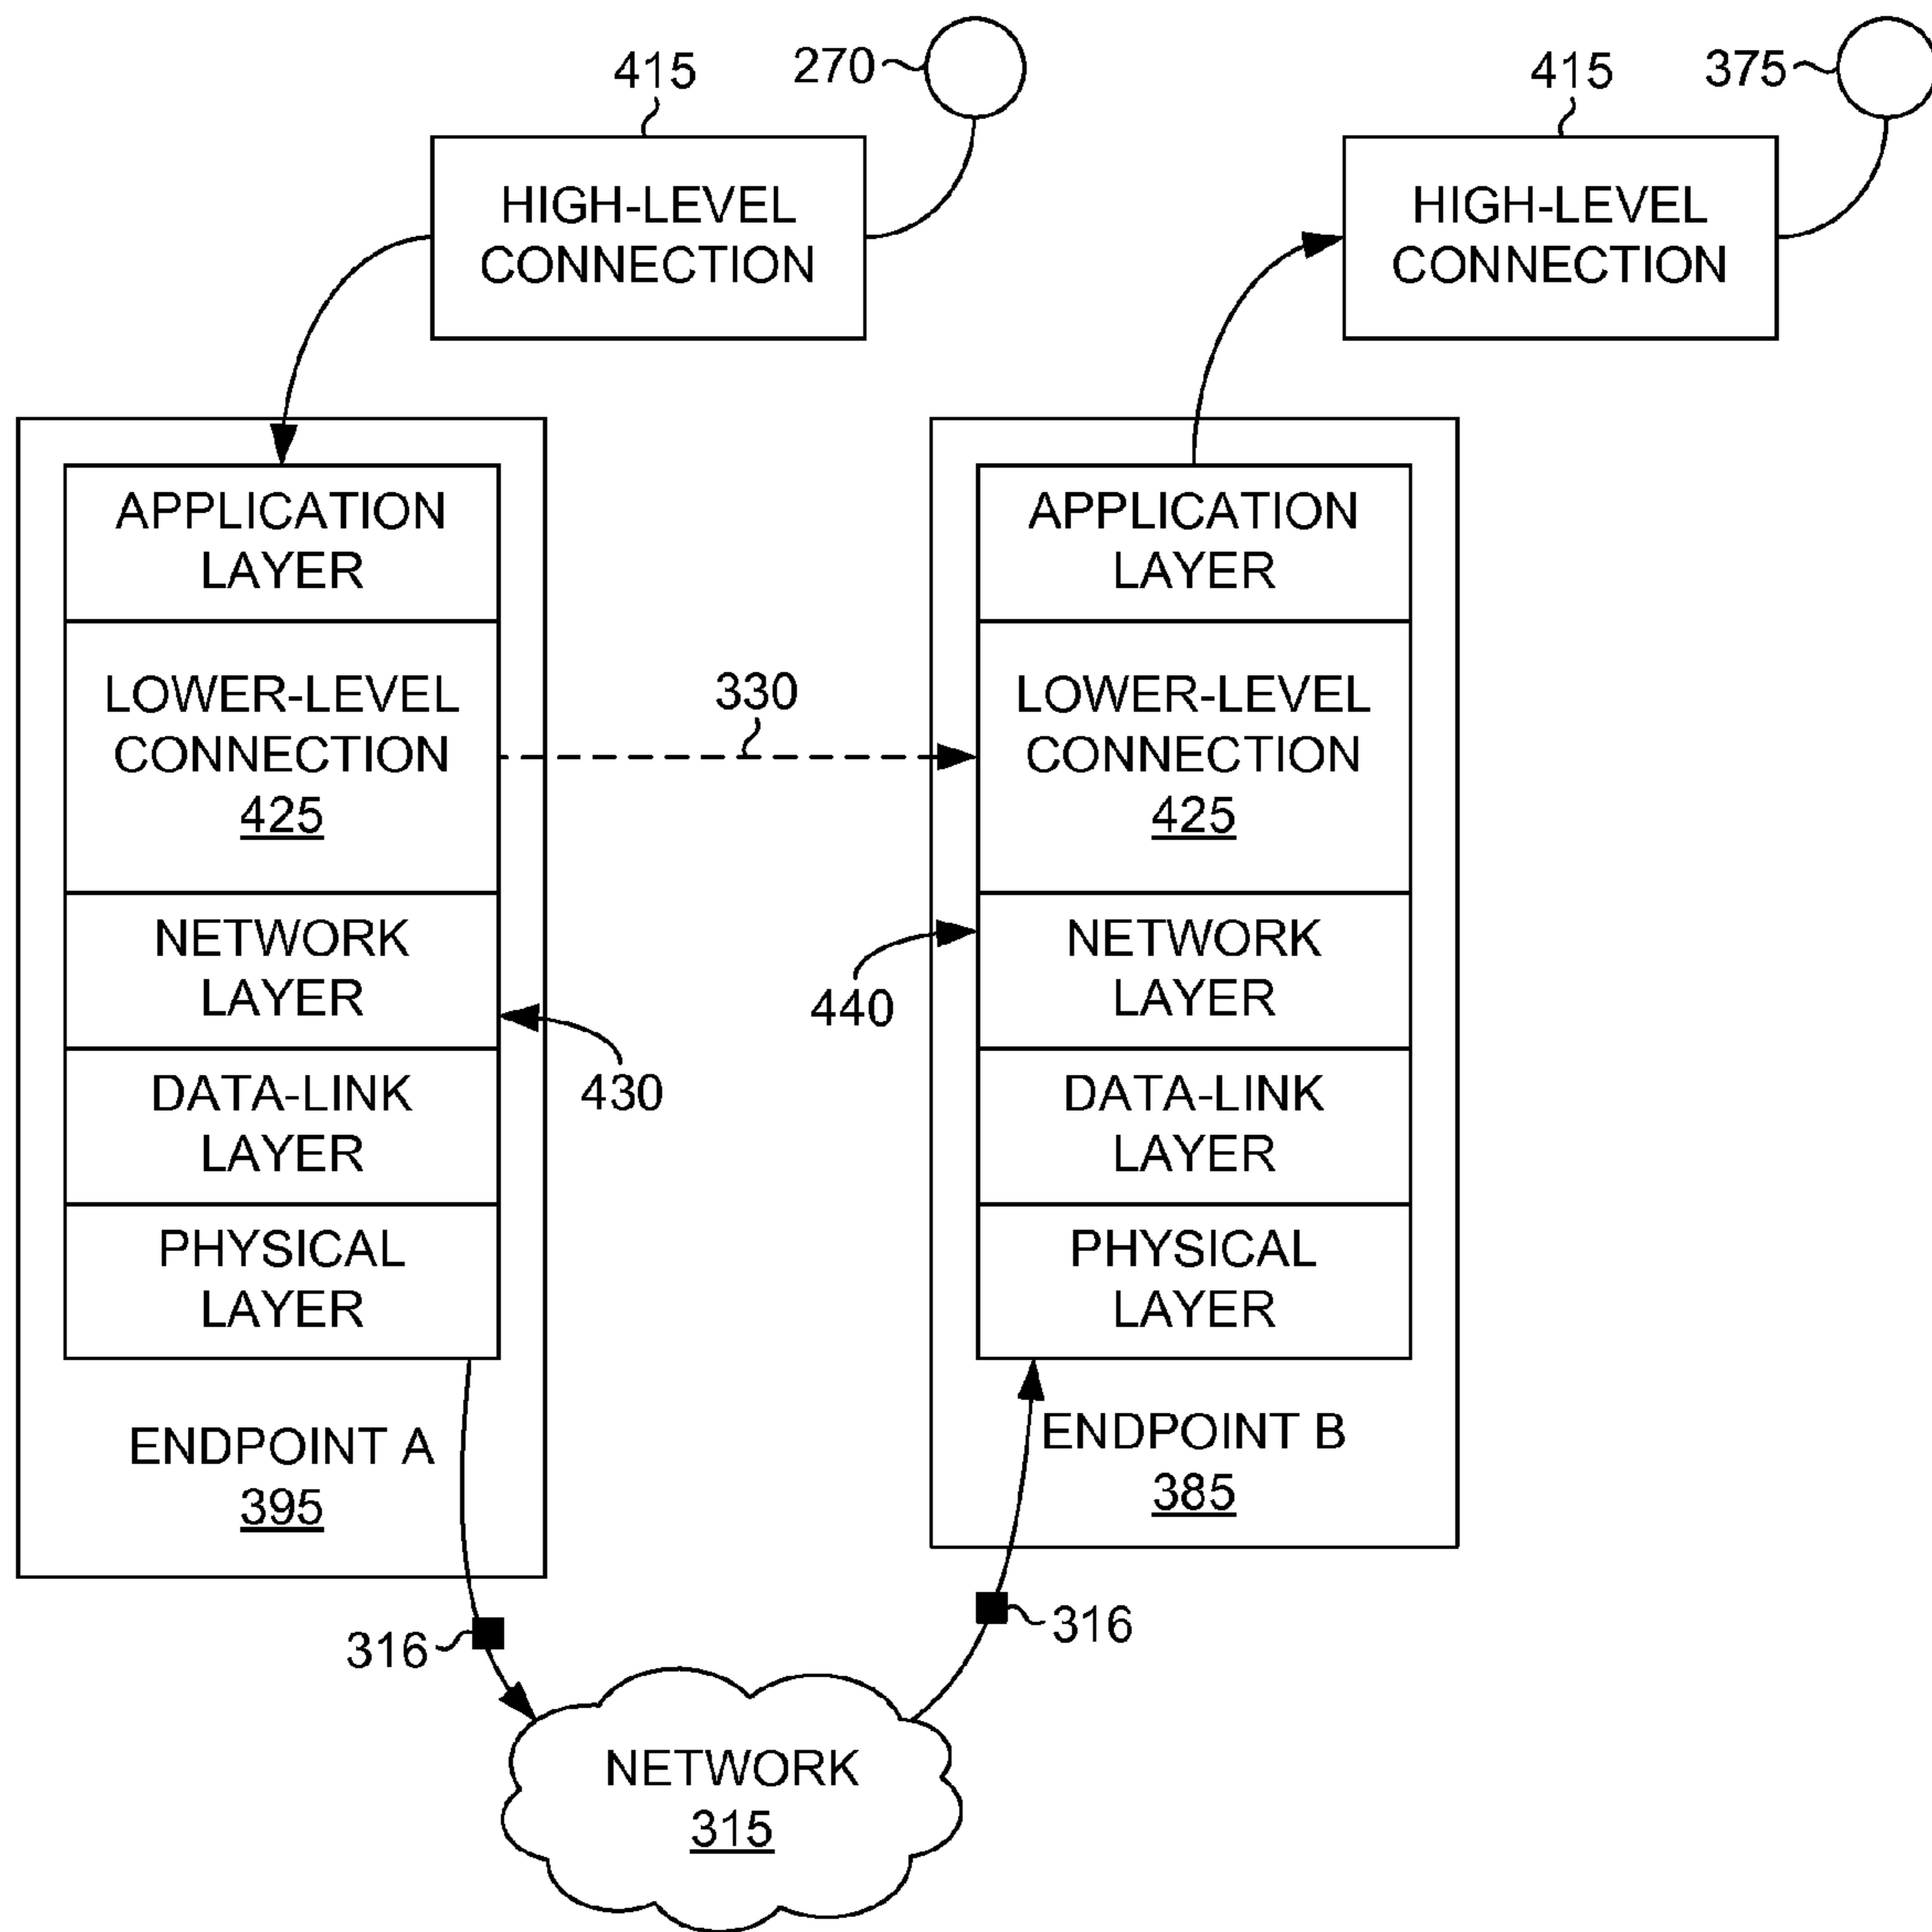 415
270
415
375
HIGH-LEVEL
CONNECTION
HIGH-LEVEL
CONNECTION
APPLICATION
LAYER
LOWER-LEVEL
CONNECTION
425
NETWORK
LAYER
DATA-LINK
LAYER
PHYSICAL
LAYER
ENDPOINT A
395
330
430
440
APPLICATION
LAYER
LOWER-LEVEL
CONNECTION
425
NETWORK
LAYER
DATA-LINK
LAYER
PHYSICAL
LAYER
ENDPOINT B
385
316
316
NETWORK
315